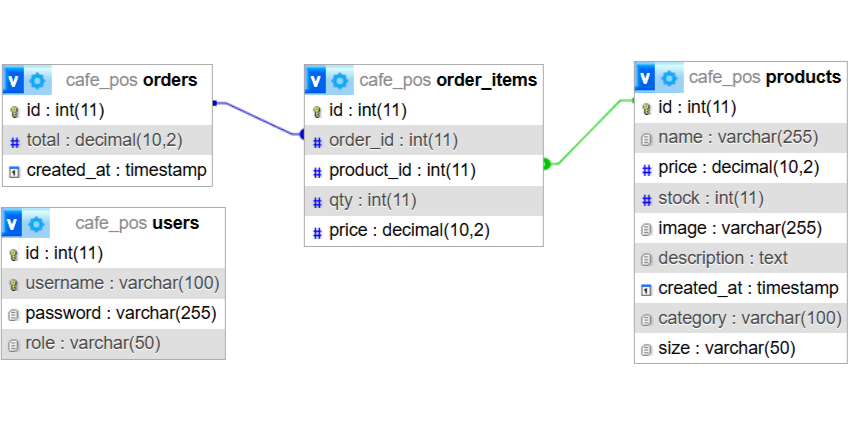 v cafe_pos orders
id : int(11)
# total : decimal(10,2)
1 created_at : timestamp
v cafe_pos users
id : int(11)
username : varchar(100)
password : varchar(255)
role : varchar(50)
v cafe_pos order_items
id : int(11)
# order_id : int(11)
# product_id : int(11)
# qty : int(11)
# price : decimal(10,2)
v cafe_pos products
id : int(11)
name : varchar(255)
# price : decimal(10,2)
# stock : int(11)
image : varchar(255)
description : text
1 created_at : timestamp
category : varchar(100)
size : varchar(50)